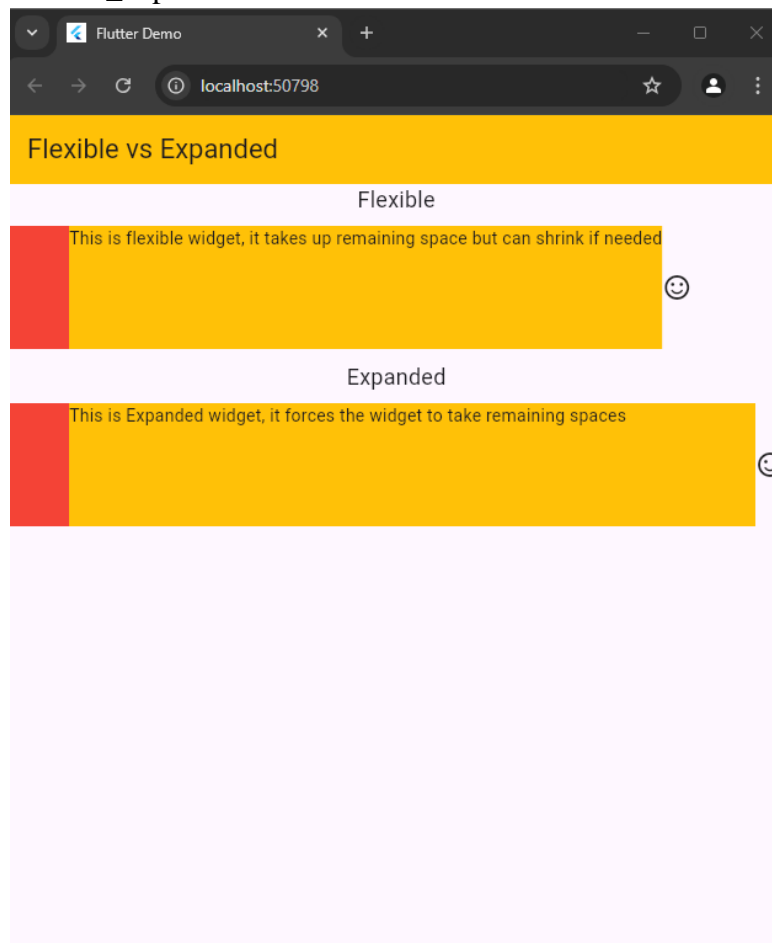 Flutter Demo
localhost:50798
Flexible vs Expanded
Flexible
This is flexible widget, it takes up remaining space but can shrink if needed
Expanded
This is Expanded widget, it forces the widget to take remaining spaces